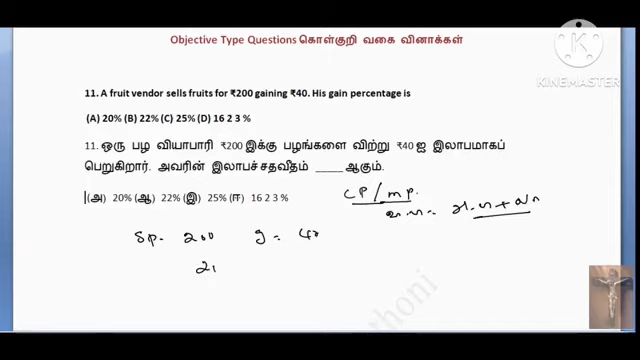 Objective Type Questions கொள்குறி வகை வினாக்கள்
KINEMASTER
11. A fruit vendor sells fruits for ₹200 gaining ₹40. His gain percentage is
(A) 20% (B) 22% (C) 25% (D) 16 2 3 %
11. ஒரு பழ வியாபாரி ₹200 இக்கு பழங்களை விற்று ₹40 ஐ இலாபமாகப்
பெறுகிறார். அவரின் இலாபச் சதவீதம் ____ ஆகும்.
(அ) 20% (ஆ) 22% (இ) 25% (ஈ) 16 2 3 %
CP / MP.
SP = 200 g = 40